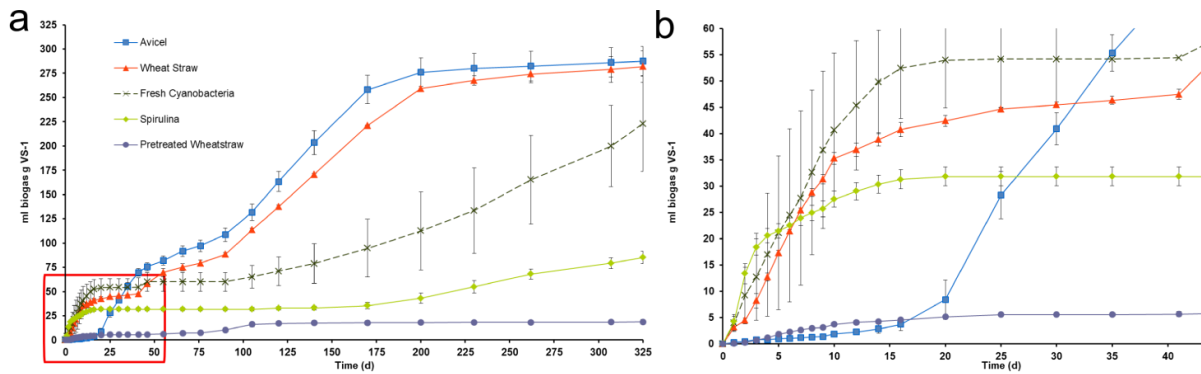 a
325
300
275
250
225
200
175
150
125
100
75
50
25
0
ml biogas g VS-1
Avicel
Wheat Straw
Fresh Cyanobacteria
Spirulina
Pretreated Wheatstraw
0 25 50 75 100 125 150 175 200 225 250 275 300 325
Time (d)
b
60
55
50
45
40
35
30
25
20
15
10
5
0
ml biogas g VS-1
0 5 10 15 20 25 30 35 40
Time (d)